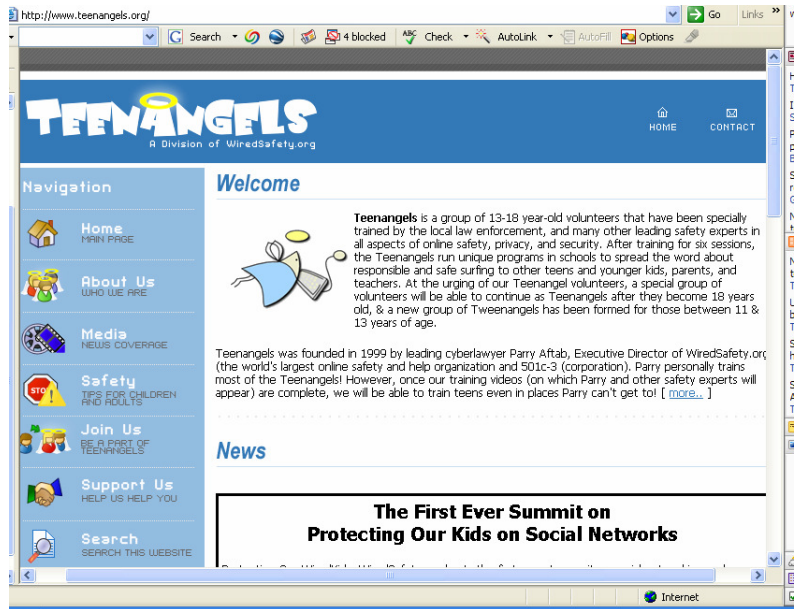 http://www.teenangels.org/
Go
Links
Search
4 blocked
ABC Check
AutoLink
AutoFill
Options
TEENANGELS
A Division of WiredSafety.org
HOME
CONTACT
Navigation
Home
MAIN PAGE
About Us
WHO WE ARE
Media
NEWS COVERAGE
Safety
TIPS FOR CHILDREN
AND ADULTS
Join Us
BE A PART OF
TEENANGELS
Support Us
HELP US HELP YOU
Search
SEARCH THIS WEBSITE
Welcome
Teenangels is a group of 13-18 year-old volunteers that have been specially
trained by the local law enforcement, and many other leading safety experts in
all aspects of online safety, privacy, and security. After training for six sessions,
the Teenangels run unique programs in schools to spread the word about
responsible and safe surfing to other teens and younger kids, parents, and
teachers. At the urging of our Teenangel volunteers, a special group of
volunteers will be able to continue as Teenangels after they become 18 years
old, & a new group of Tweenangels has been formed for those between 11 &
13 years of age.
Teenangels was founded in 1999 by leading cyberlawyer Parry Aftab, Executive Director of WiredSafety.org
(the world's largest online safety and help organization and 501c-3 (corporation). Parry personally trains
most of the Teenangels! However, once our training videos (on which Parry and other safety experts will
appear) are complete, we will be able to train teens even in places Parry can't get to! [ more.. ]
News
The First Ever Summit on
Protecting Our Kids on Social Networks
Internet